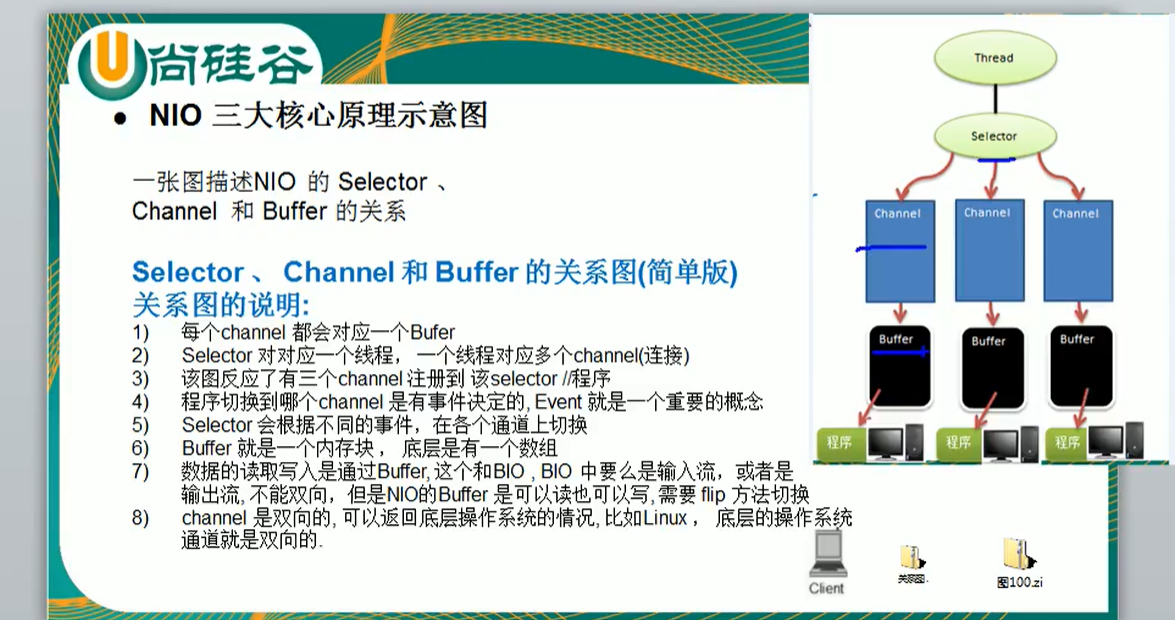 尚硅谷
● NIO 三大核心原理示意图
一张图描述NIO 的 Selector 、
Channel 和 Buffer 的关系
Selector 、 Channel 和 Buffer 的关系图(简单版)
关系图的说明:
1) 每个channel 都会对应一个Bufer
2) Selector 对对应一个线程， 一个线程对应多个channel(连接)
3) 该图反应了有三个channel 注册到 该selector //程序
4) 程序切换到哪个channel 是有事件决定的, Event 就是一个重要的概念
5) Selector 会根据不同的事件，在各个通道上切换
6) Buffer 就是一个内存块 ， 底层是有一个数组
7) 数据的读取写入是通过Buffer, 这个和BIO , BIO 中要么是输入流，或者是
输出流, 不能双向，但是NIO的Buffer 是可以读也可以写, 需要 flip 方法切换
8) channel 是双向的, 可以返回底层操作系统的情况, 比如Linux ， 底层的操作系统
通道就是双向的.
Thread
Selector
Channel Channel Channel
Buffer Buffer Buffer
程序 程序 程序
Client
关系图.
图100.zi